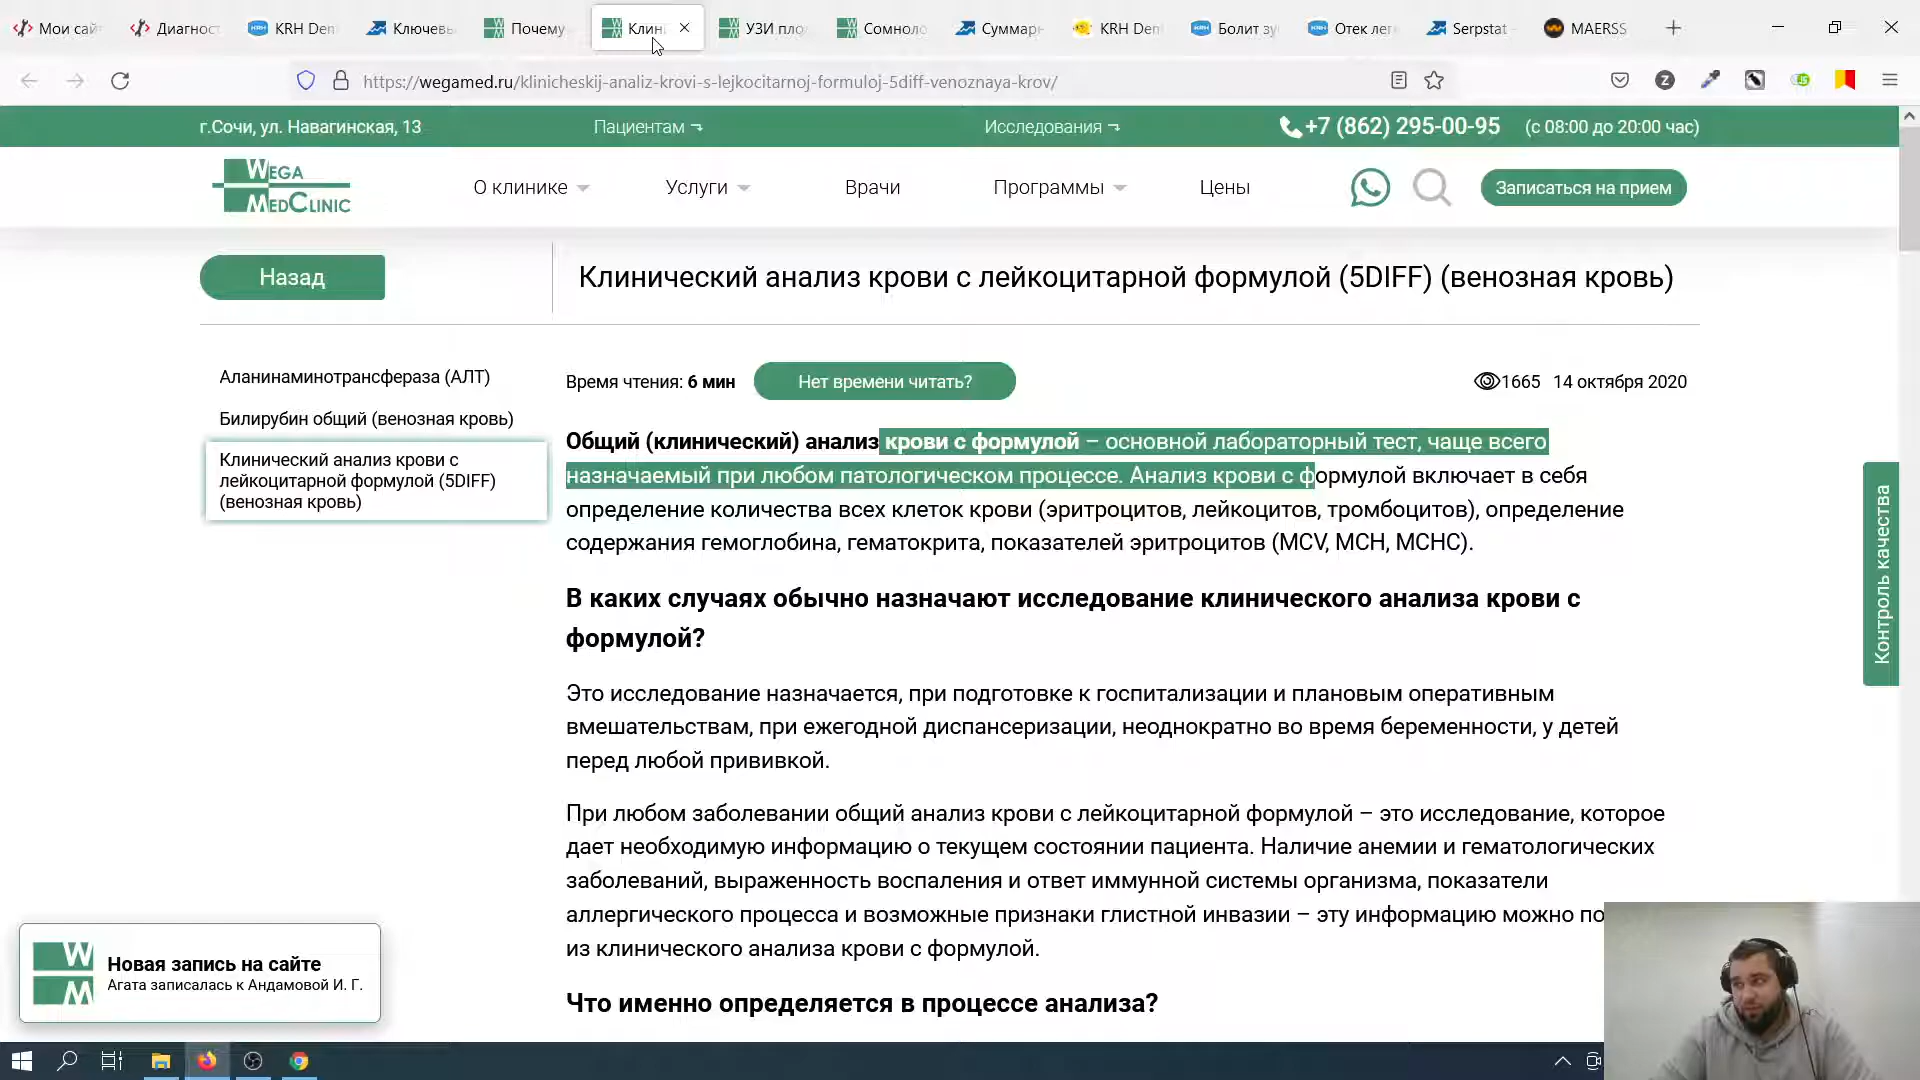 Мои сайт
Диагност
KRH Den
Ключевы
Почему
Клин
УЗИ пло
Сомноло
Суммар
KRH Den
Болит зу
Отек лег
Serpstat -
MAERSS
https://wegamed.ru/klinicheskij-analiz-krovi-s-lejkocitarnoj-formuloj-5diff-venoznaya-krov/
г.Сочи, ул. Навагинская, 13
Пациентам
Исследования
+7 (862) 295-00-95
(с 08:00 до 20:00 час)
WEGA
MEDCLINIC
О клинике
Услуги
Врачи
Программы
Цены
Записаться на прием
Назад
Клинический анализ крови с лейкоцитарной формулой (5DIFF) (венозная кровь)
Аланинаминотрансфераза (АЛТ)
Билирубин общий (венозная кровь)
Клинический анализ крови с
лейкоцитарной формулой (5DIFF)
(венозная кровь)
Время чтения: 6 мин
Нет времени читать?
1665 14 октября 2020
Общий (клинический) анализ крови с формулой – основной лабораторный тест, чаще всего
назначаемый при любом патологическом процессе. Анализ крови с формулой включает в себя
определение количества всех клеток крови (эритроцитов, лейкоцитов, тромбоцитов), определение
содержания гемоглобина, гематокрита, показателей эритроцитов (MCV, MCH, MCHC).
В каких случаях обычно назначают исследование клинического анализа крови с
формулой?
Это исследование назначается, при подготовке к госпитализации и плановым оперативным
вмешательствам, при ежегодной диспансеризации, неоднократно во время беременности, у детей
перед любой прививкой.
При любом заболевании общий анализ крови с лейкоцитарной формулой – это исследование, которое
дает необходимую информацию о текущем состоянии пациента. Наличие анемии и гематологических
заболеваний, выраженность воспаления и ответ иммунной системы организма, показатели
аллергического процесса и возможные признаки глистной инвазии – эту информацию можно по
из клинического анализа крови с формулой.
Что именно определяется в процессе анализа?
Контроль качества
W
M
Новая запись на сайте
Агата записалась к Андамовой И. Г.